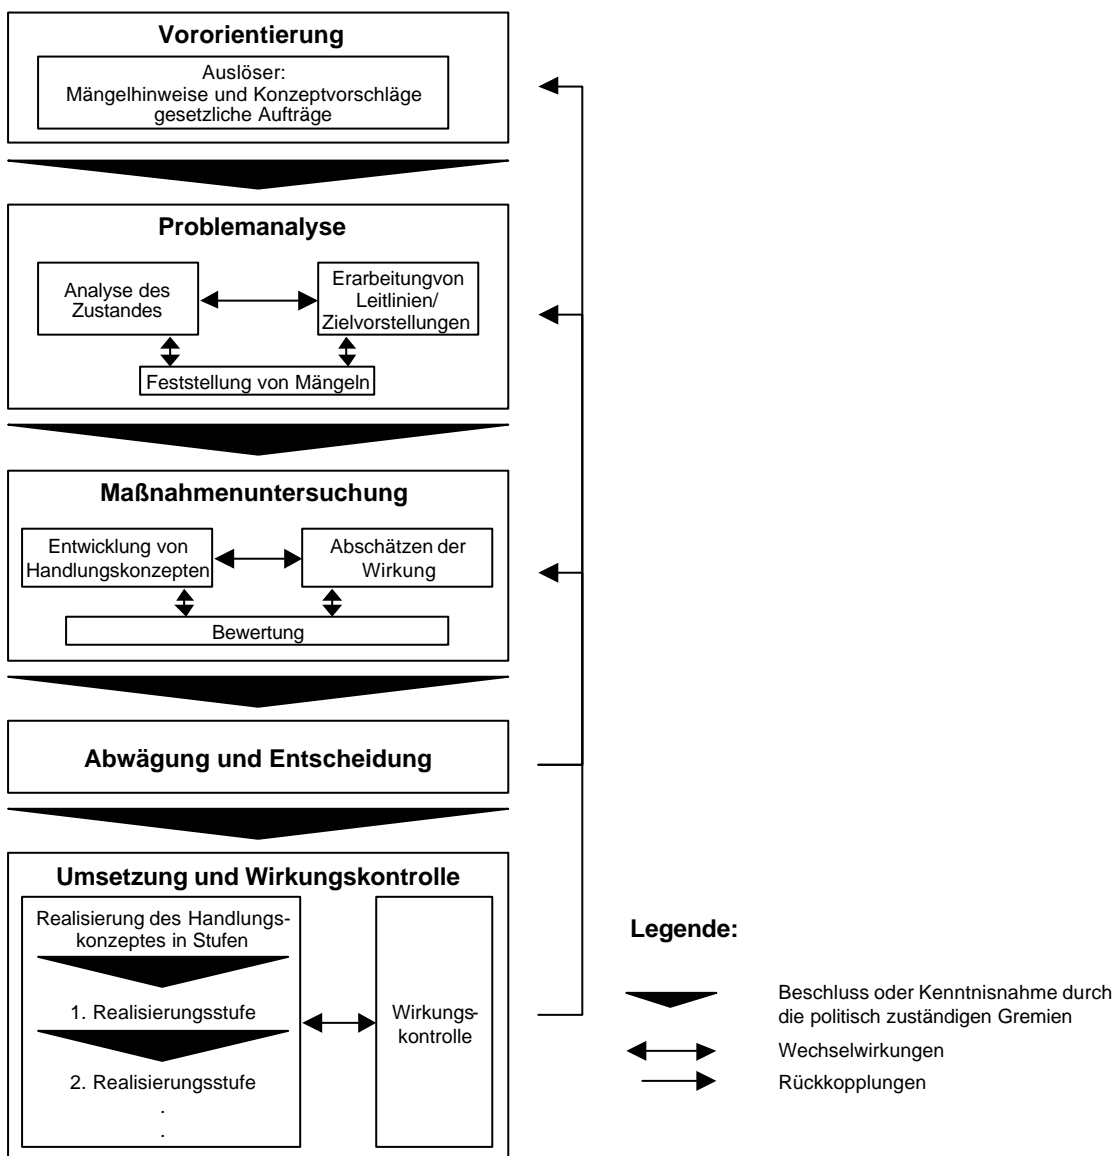 Vororientierung
Auslöser:
Mängelhinweise und Konzeptvorschläge
gesetzliche Aufträge
Problemanalyse
Analyse des
Zustandes
Erarbeitungvon
Leitlinien/
Zielvorstellungen
Feststellung von Mängeln
Maßnahmenuntersuchung
Entwicklung von
Handlungskonzepten
Abschätzen der
Wirkung
Bewertung
Abwägung und Entscheidung
Umsetzung und Wirkungskontrolle
Realisierung des Handlungs-
konzeptes in Stufen
1. Realisierungsstufe
2. Realisierungsstufe
.
.
Wirkungs-
kontrolle
Legende:
Beschluss oder Kenntnisnahme durch
die politisch zuständigen Gremien
Wechselwirkungen
Rückkopplungen